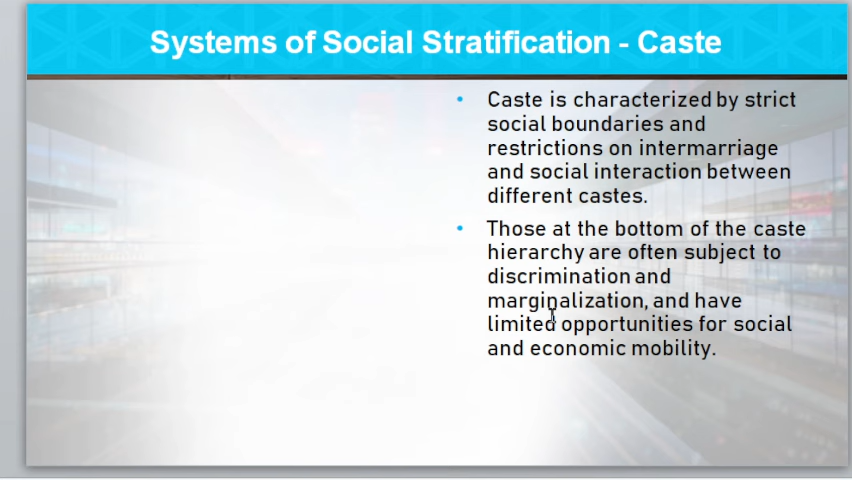 Systems of Social Stratification - Caste
• Caste is characterized by strict
social boundaries and
restrictions on intermarriage
and social interaction between
different castes.
• Those at the bottom of the caste
hierarchy are often subject to
discrimination and
marginalization, and have
limited opportunities for social
and economic mobility.